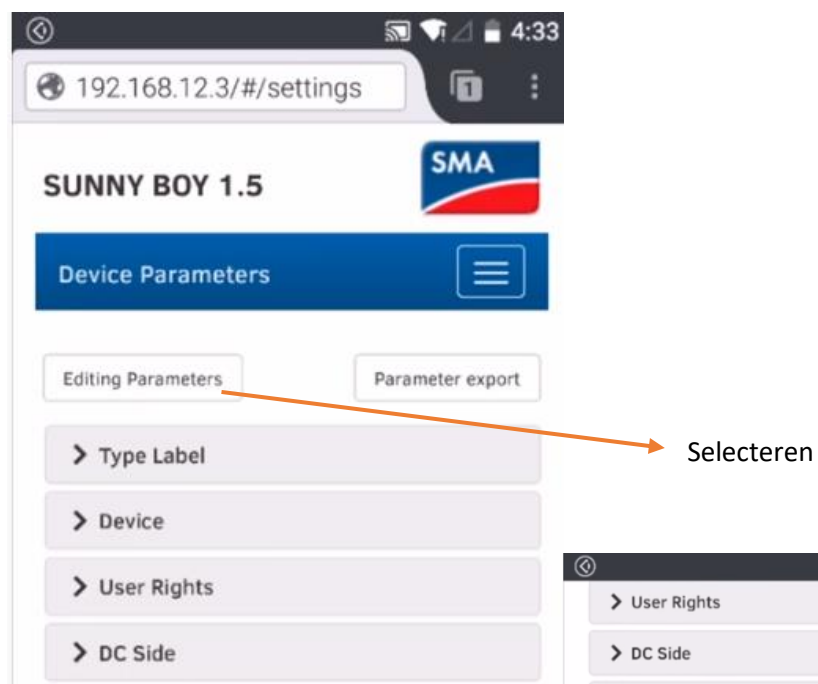 4:33
192.168.12.3/#/settings
1
SUNNY BOY 1.5
SMA
Device Parameters
Editing Parameters
Parameter export
Type Label
Selecteren
Device
User Rights
DC Side
User Rights
DC Side